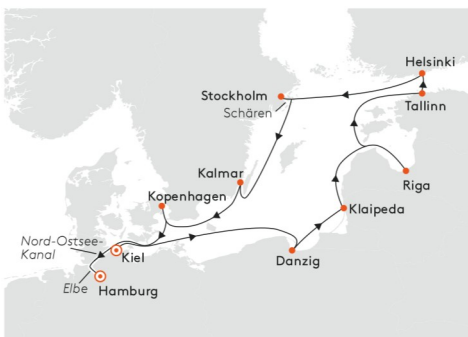 Helsinki
Stockholm
Tallinn
Schären
Kalmar
Riga
Kopenhagen
Klaipeda
Nord-Ostsee-
Kanal
Kiel
Danzig
Elbe
Hamburg